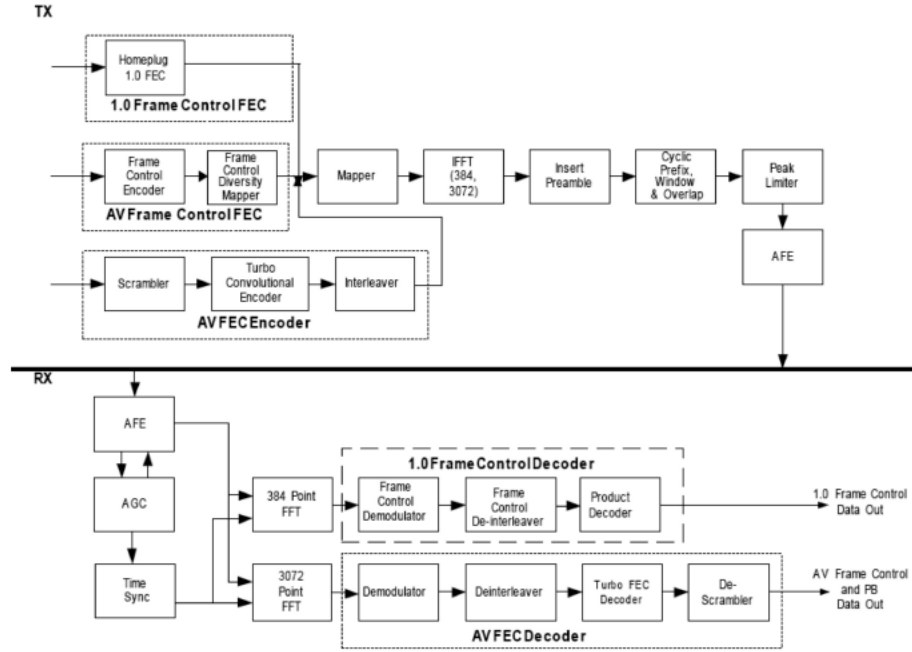 TX
Homeplug
1.0 FEC
1.0 Frame Control FEC
Frame
Control
Encoder
Frame
Control
Diversity
Mapper
AV Frame Control FEC
Mapper
IFFT
(384,
3072)
Insert
Preamble
Cyclic
Prefix,
Window
& Overlap
Peak
Limiter
AFE
Scrambler
Turbo
Convolutional
Encoder
Interleaver
AV FEC Encoder
RX
AFE
AGC
Time
Sync
384 Point
FFT
3072
Point
FFT
1.0 Frame Control Decoder
Frame
Control
Demodulator
Frame
Control
De-interleaver
Product
Decoder
1.0 Frame Control
Data Out
Demodulator
Deinterleaver
Turbo FEC
Decoder
De-
Scrambler
AV Frame Control
and PB
Data Out
AV FEC Decoder